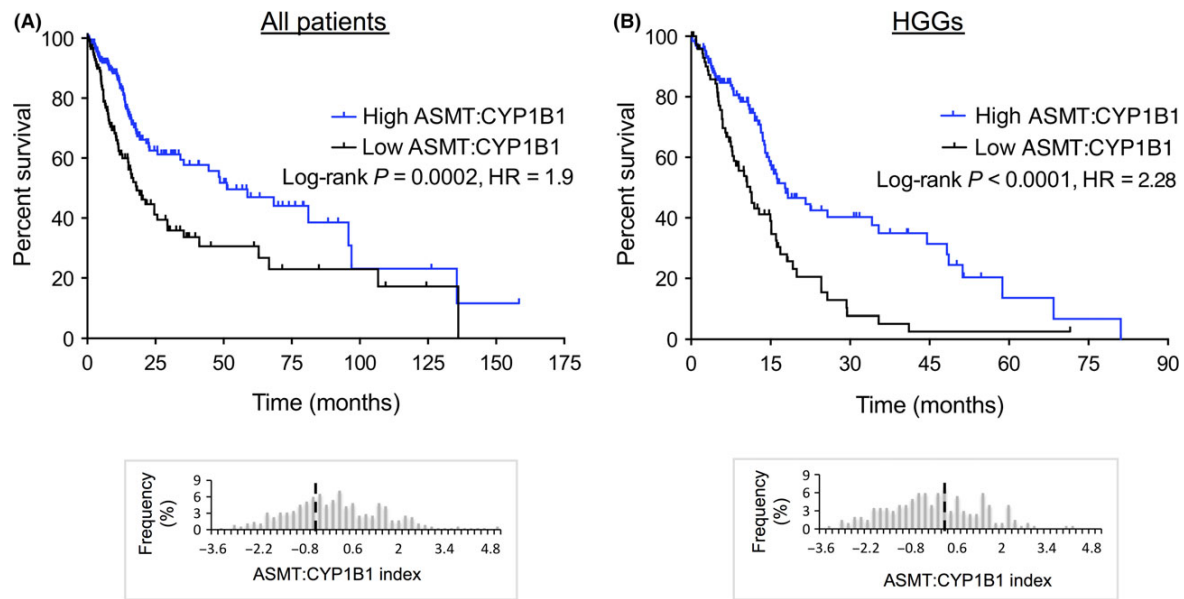 (A) All patients
Percent survival
100
80
60
40
20
0
High ASMT:CYP1B1
Low ASMT:CYP1B1
Log-rank P = 0.0002, HR = 1.9
0 25 50 75 100 125 150 175
Time (months)
Frequency
(%)
9
6
3
0
−3.6 −2.2 −0.8 0.6 2 3.4 4.8
ASMT:CYP1B1 index
(B) HGGs
Percent survival
100
80
60
40
20
0
High ASMT:CYP1B1
Low ASMT:CYP1B1
Log-rank P < 0.0001, HR = 2.28
0 15 30 45 60 75 90
Time (months)
Frequency
(%)
9
6
3
0
−3.6 −2.2 −0.8 0.6 2 3.4 4.8
ASMT:CYP1B1 index